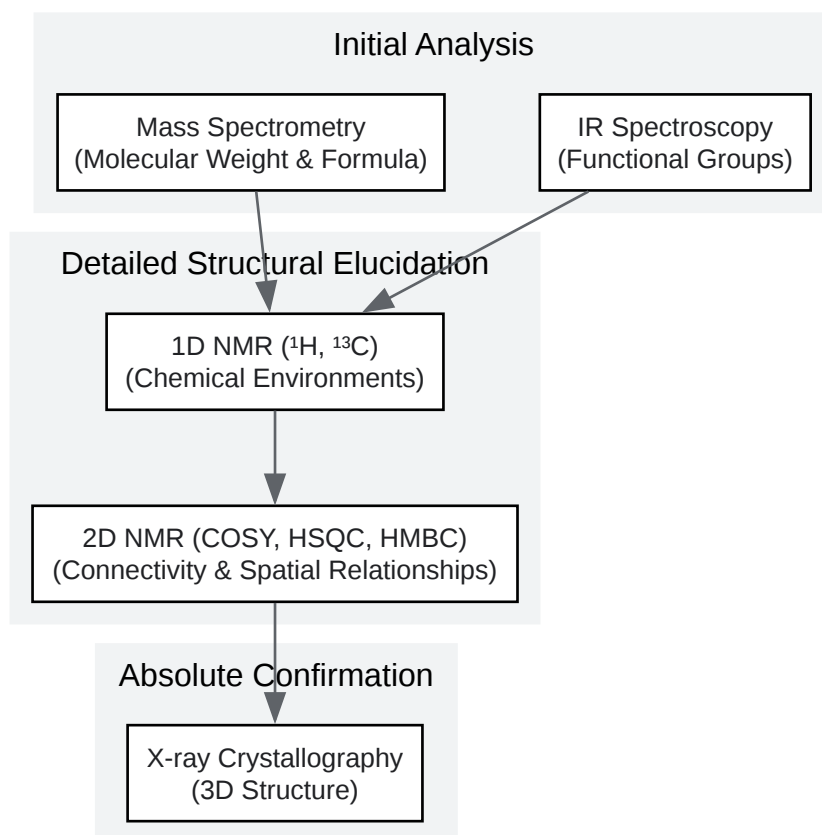 Initial Analysis
Mass Spectrometry
(Molecular Weight & Formula)
IR Spectroscopy
(Functional Groups)
Detailed Structural Elucidation
1D NMR (¹H, ¹³C)
(Chemical Environments)
2D NMR (COSY, HSQC, HMBC)
(Connectivity & Spatial Relationships)
Absolute Confirmation
X-ray Crystallography
(3D Structure)